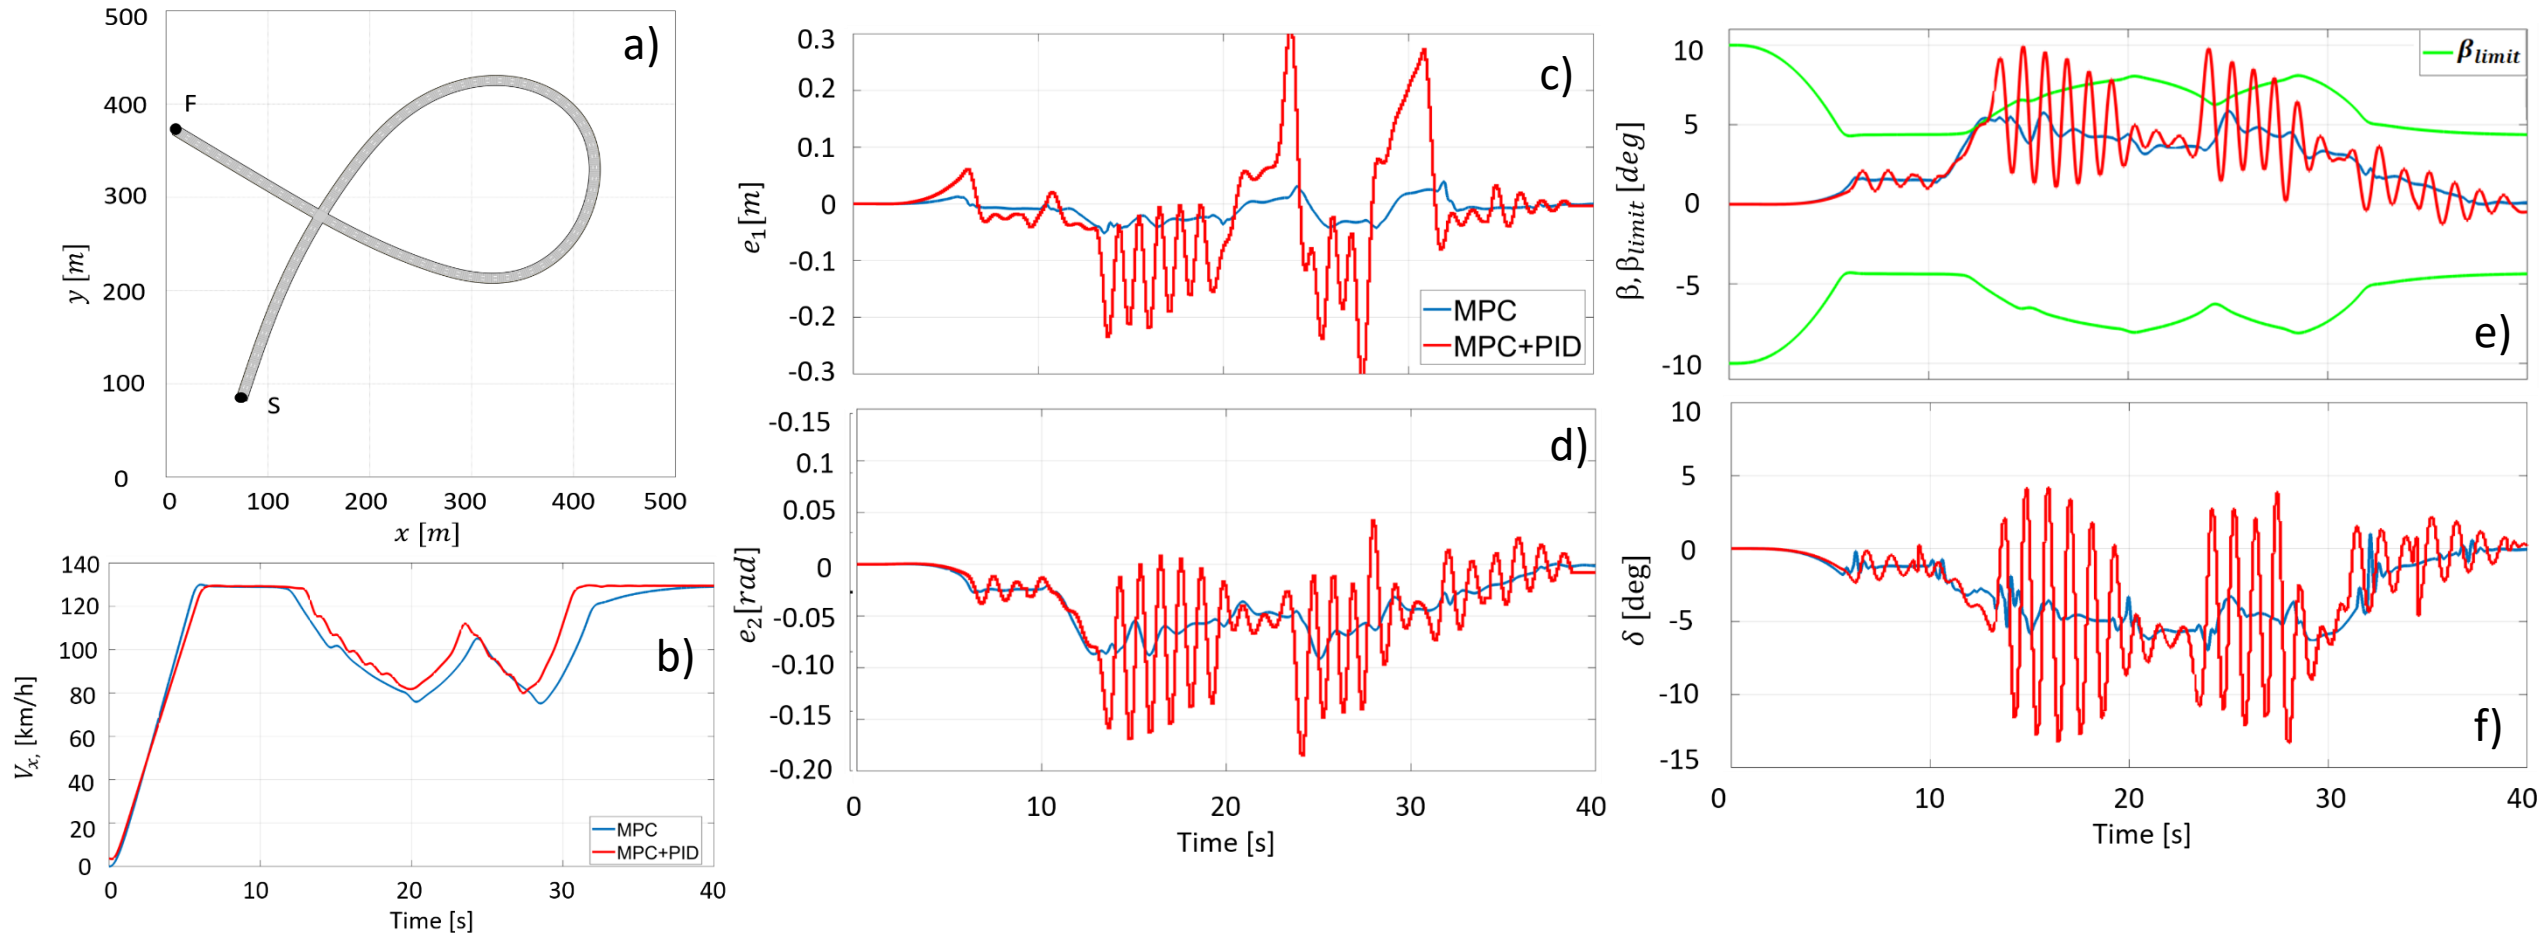 a)
500
400
300
200
100
0
y [m]
F
S
0 100 200 300 400 500
x [m]
b)
140
120
100
80
60
40
20
0
Vx, [km/h]
MPC
MPC+PID
0 10 20 30 40
Time [s]
c)
0.3
0.2
0.1
0
-0.1
-0.2
-0.3
e1[m]
MPC
MPC+PID
d)
-0.15
0.1
0.05
0
-0.05
-0.10
-0.15
-0.20
e2[rad]
0 10 20 30 40
Time [s]
βlimit
10
5
0
-5
-10
β, βlimit [deg]
e)
10
5
0
-5
-10
-15
δ [deg]
f)
0 10 20 30 40
Time [s]